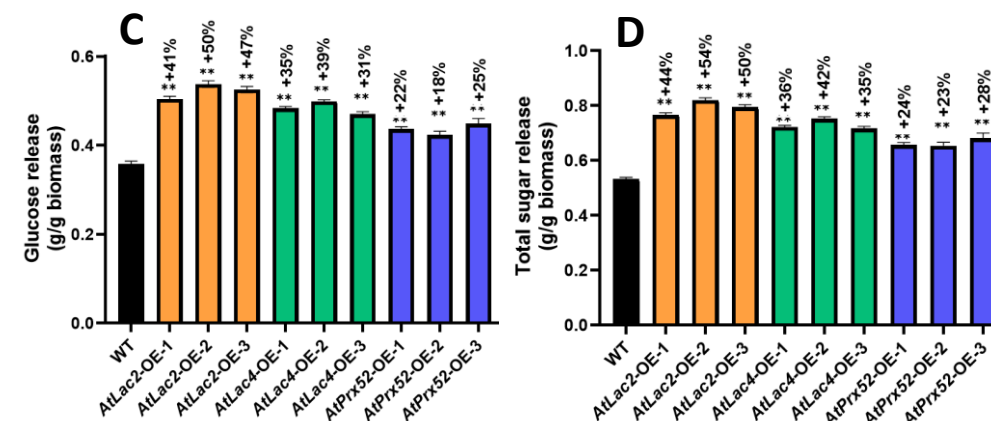 C
Glucose release
(g/g biomass)
0.6
0.4
0.2
0.0
** +41%
** +50%
** +47%
** +35%
** +39%
** +31%
** +22%
** +18%
** +25%
WT
AtLac2-OE-1
AtLac2-OE-2
AtLac2-OE-3
AtLac4-OE-1
AtLac4-OE-2
AtLac4-OE-3
AtPrx52-OE-1
AtPrx52-OE-2
AtPrx52-OE-3
D
Total sugar release
(g/g biomass)
1.0
0.8
0.6
0.4
0.2
0.0
** +44%
** +54%
** +50%
** +36%
** +42%
** +35%
** +24%
** +23%
** +28%
WT
AtLac2-OE-1
AtLac2-OE-2
AtLac2-OE-3
AtLac4-OE-1
AtLac4-OE-2
AtLac4-OE-3
AtPrx52-OE-1
AtPrx52-OE-2
AtPrx52-OE-3